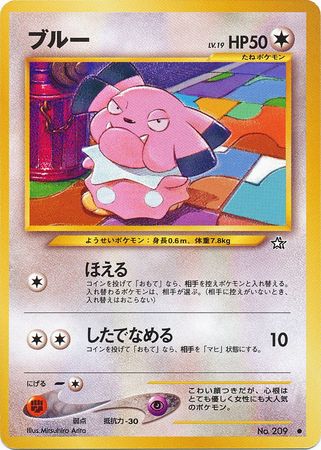 ブルー
LV.19 HP50
たねポケモン
ようせいポケモン：身長0.6m、体重7.8kg
ほえる
コインを投げて「おもて」なら、相手を控えのポケモンと入れ替える。
入れ替わるポケモンは、相手が選ぶ。（相手に控えがいないとき、
入れ替えはおこらない）
したでなめる 10
コインを投げて「おもて」なら、相手を「マヒ」状態にする。
にげる －
弱点 抵抗力 -30
こわい顔つきだが、心根は
とても優しく女性にも大人気
のポケモン。
Illus. Mitsuhiro Arita
No. 209